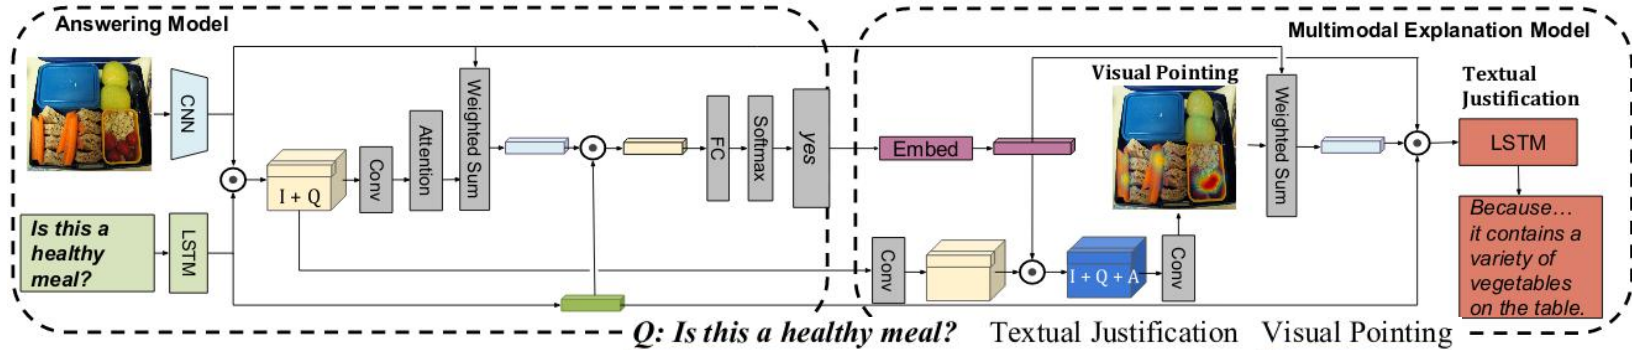 Answering Model
CNN
Is this a
healthy
meal?
LSTM
I + Q
Conv
Attention
Weighted Sum
FC
Softmax
yes
Multimodal Explanation Model
Embed
Visual Pointing
Conv
I + Q + A
Conv
Weighted Sum
Textual
Justification
LSTM
Because…
it contains a
variety of
vegetables
on the table.
Q: Is this a healthy meal? Textual Justification Visual Pointing